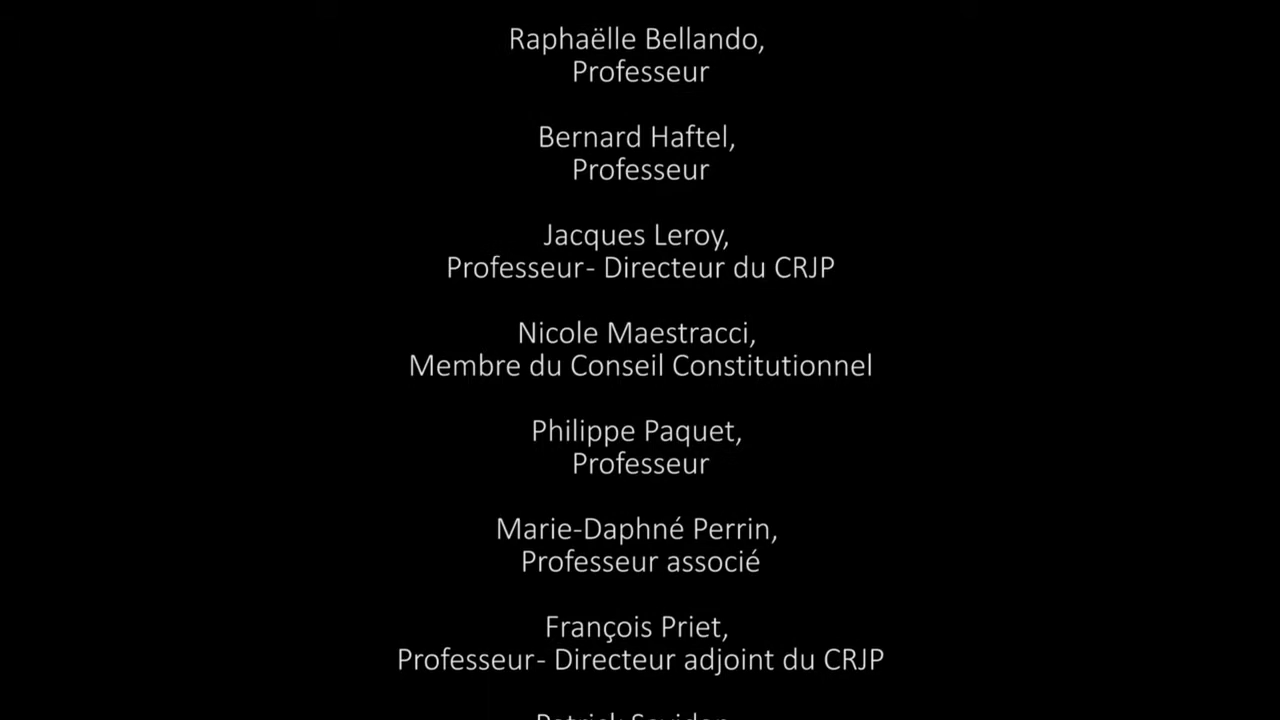 Raphaëlle Bellando,
Professeur
Bernard Haftel,
Professeur
Jacques Leroy,
Professeur- Directeur du CRJP
Nicole Maestracci,
Membre du Conseil Constitutionnel
Philippe Paquet,
Professeur
Marie-Daphné Perrin,
Professeur associé
François Priet,
Professeur- Directeur adjoint du CRJP
Patrick